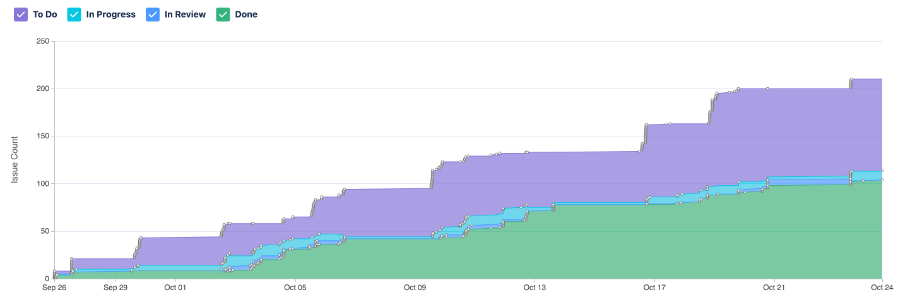 To Do In Progress In Review Done
250
200
150
100
50
0
Issue Count
Sep 26 Sep 29 Oct 01 Oct 05 Oct 09 Oct 13 Oct 17 Oct 21 Oct 24